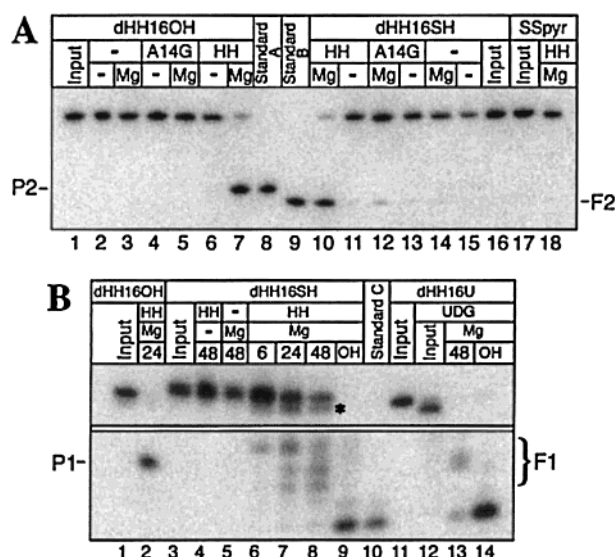 A
dHH16OH dHH16SH SSpyr
Input - A14G HH Standard A Standard B HH A14G - Input Input HH
- Mg - Mg - Mg Mg - Mg - Mg - Mg
P2- -F2
1 2 3 4 5 6 7 8 9 10 11 12 13 14 15 16 17 18
B
dHH16OH dHH16SH Standard C dHH16U
Input HH Input HH - HH Input UDG
Mg - Mg Mg Input Mg
24 48 48 6 24 48 OH 48 OH
*
P1- } F1
1 2 3 4 5 6 7 8 9 10 11 12 13 14